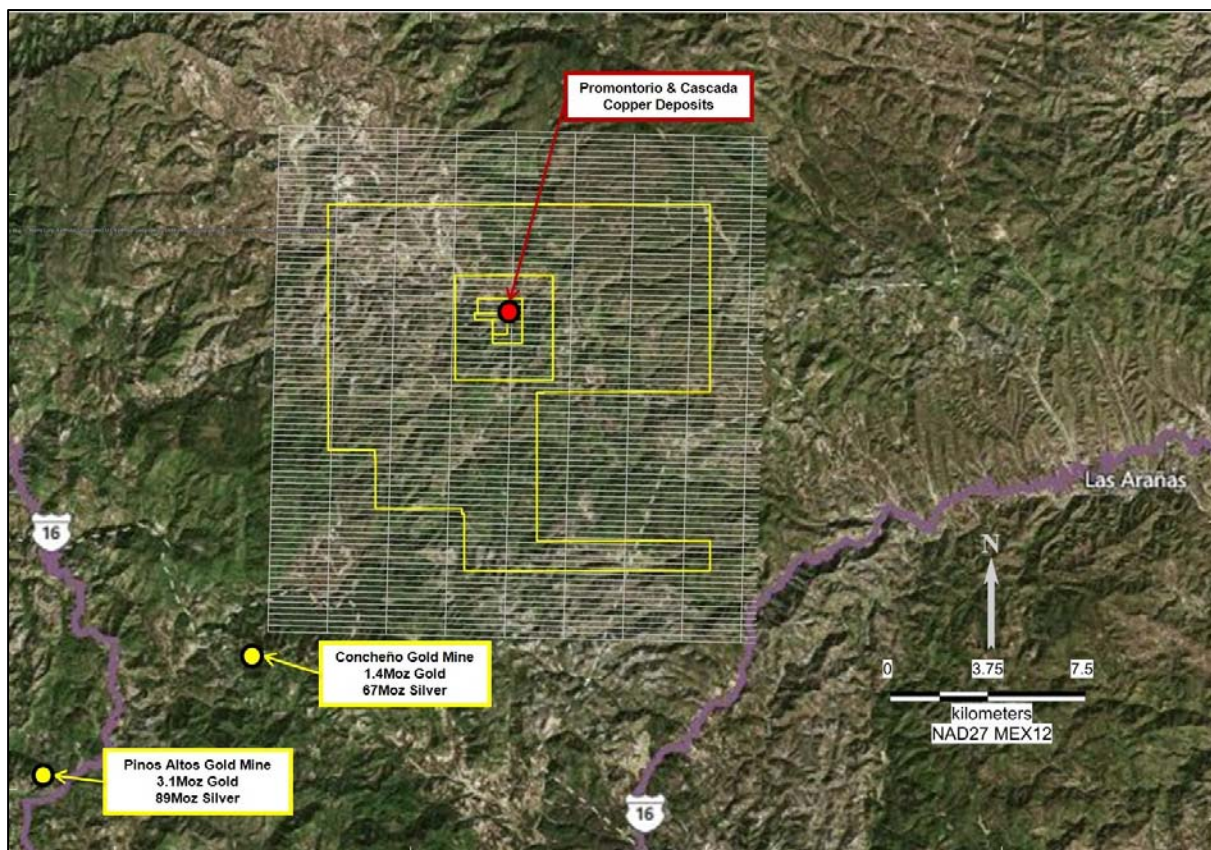 Promontorio & Cascada
Copper Deposits
16
Las Arañas
N
Concheño Gold Mine
1.4Moz Gold
67Moz Silver
0 3.75 7.5
kilometers
NAD27 MEX12
Pinos Altos Gold Mine
3.1Moz Gold
89Moz Silver
16